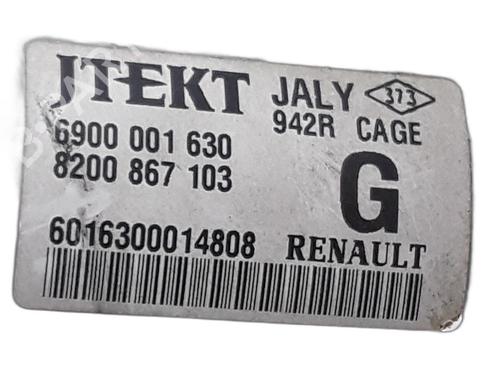 JTEKT JALY 373
6900 001 630 942R CAGE
8200 867 103 G
6016300014808 RENAULT